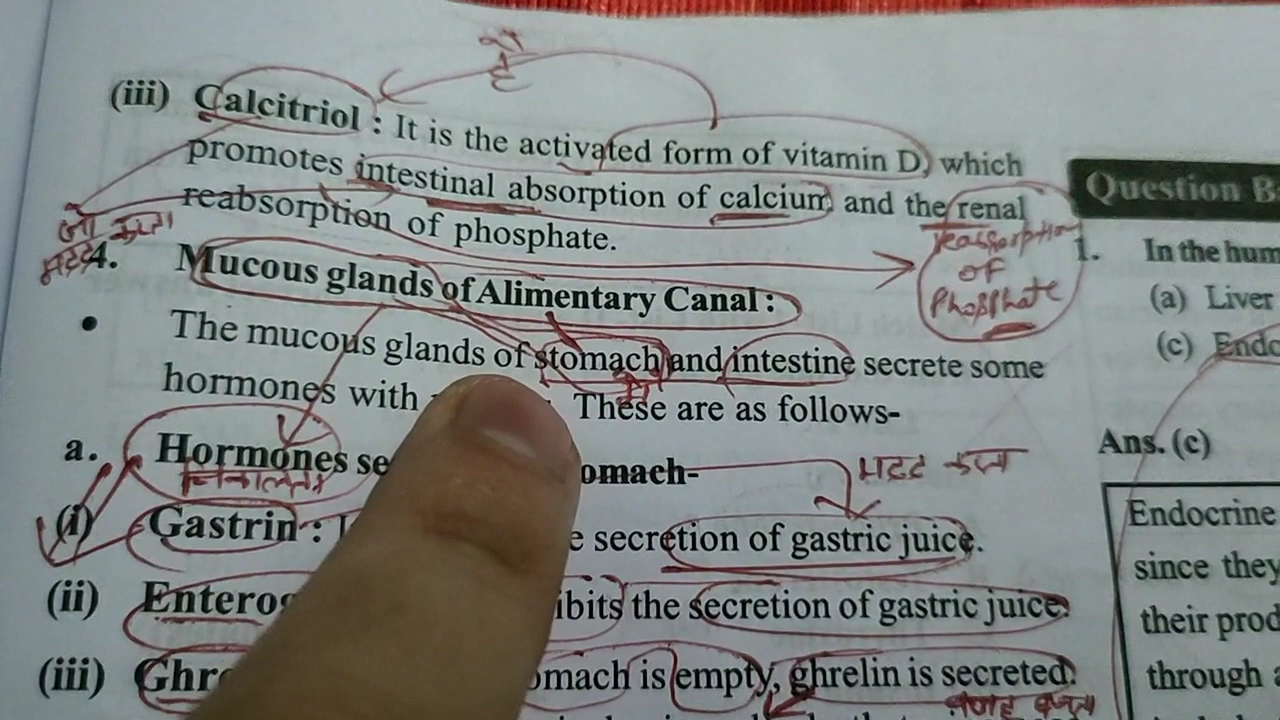 (iii) Calcitriol : It is the activated form of vitamin D, which
promotes intestinal absorption of calcium and the renal
reabsorption of phosphate.
reabsorption
of
Phosphate
4. Mucous glands of Alimentary Canal :
• The mucous glands of stomach and intestine secrete some
hormones with These are as follows-
a. Hormones se omach-
मदद करना
(i) Gastrin : e secretion of gastric juice.
(ii) Entero ibits the secretion of gastric juice.
(iii) Ghr omach is empty, ghrelin is secreted.
Question B
1. In the hum
(a) Liver
(c) Endo
Ans. (c)
Endocrine
since they
their prod
through a